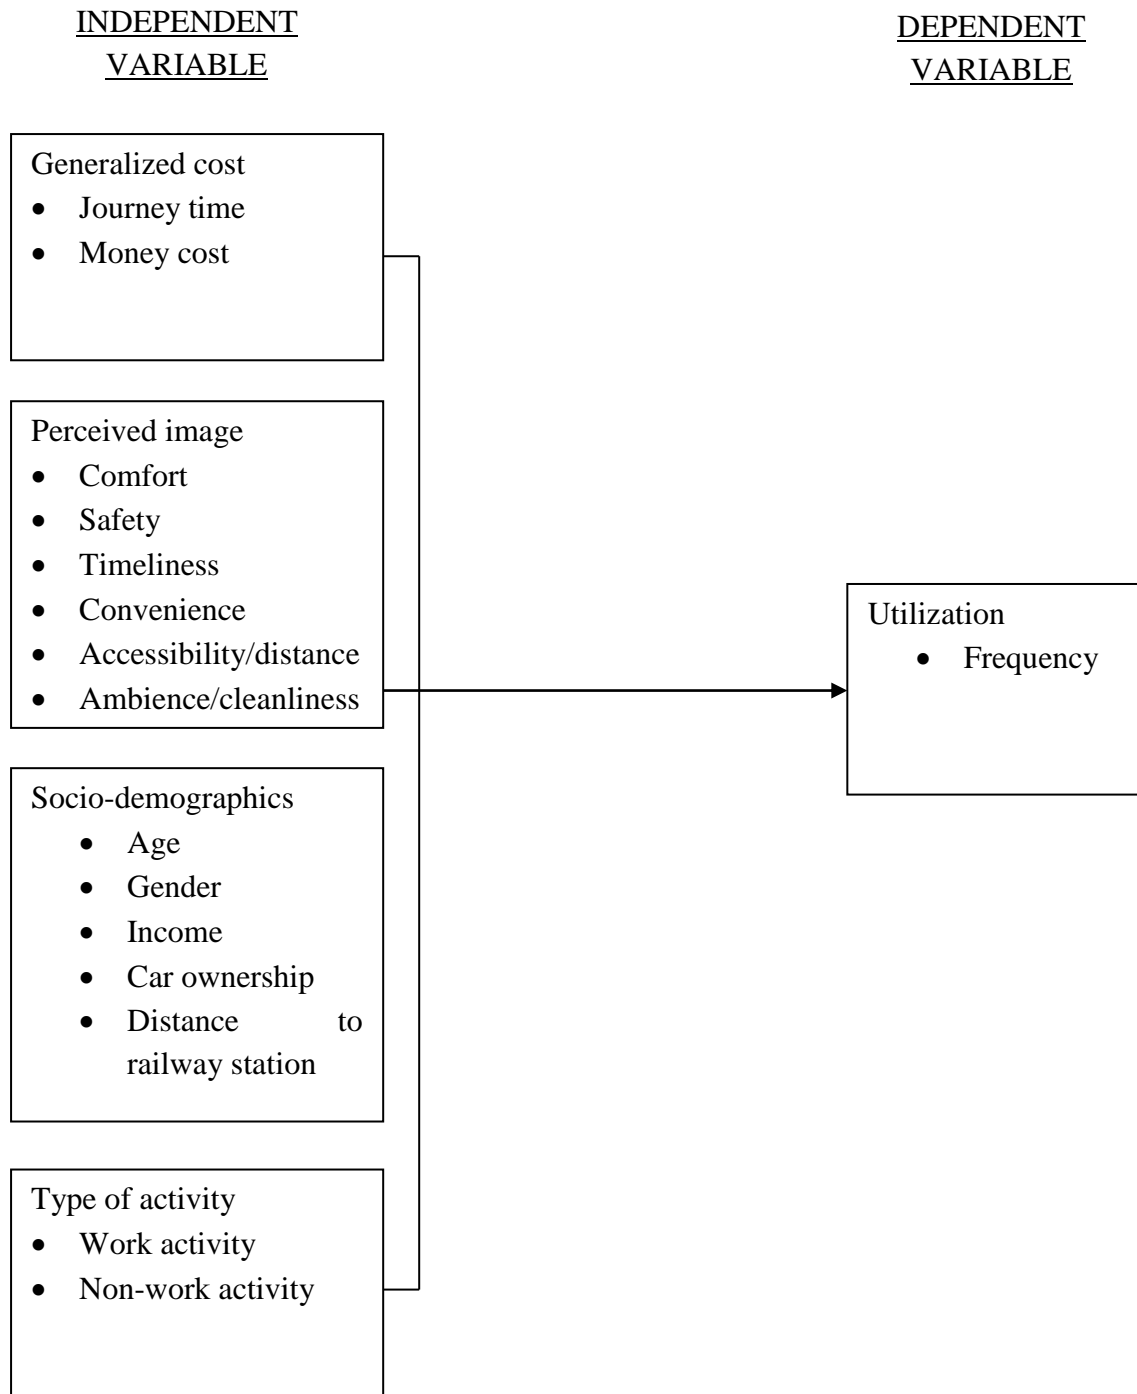 INDEPENDENT
VARIABLE
DEPENDENT
VARIABLE
Generalized cost
• Journey time
• Money cost
Perceived image
• Comfort
• Safety
• Timeliness
• Convenience
• Accessibility/distance
• Ambience/cleanliness
Utilization
• Frequency
Socio-demographics
• Age
• Gender
• Income
• Car ownership
• Distance to
railway station
Type of activity
• Work activity
• Non-work activity